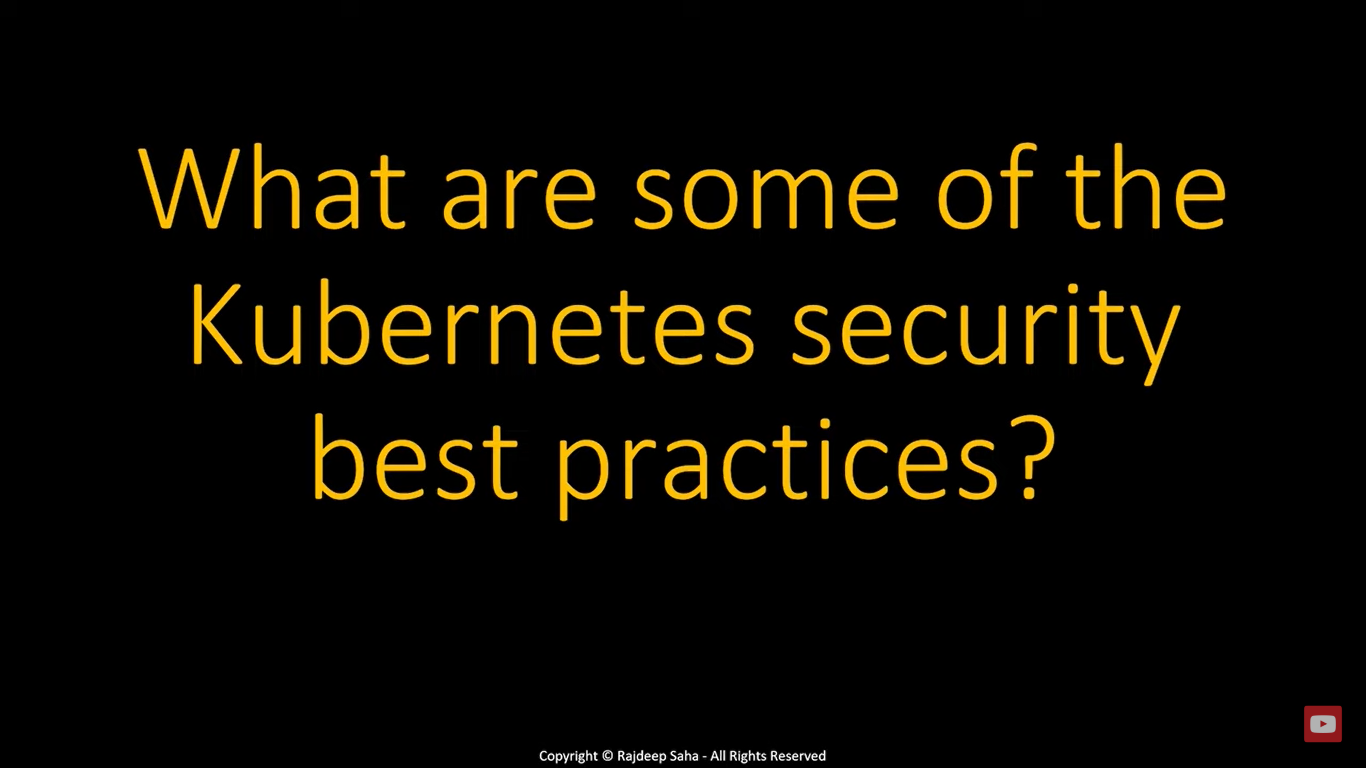 What are some of the
Kubernetes security
best practices?
Copyright © Rajdeep Saha - All Rights Reserved